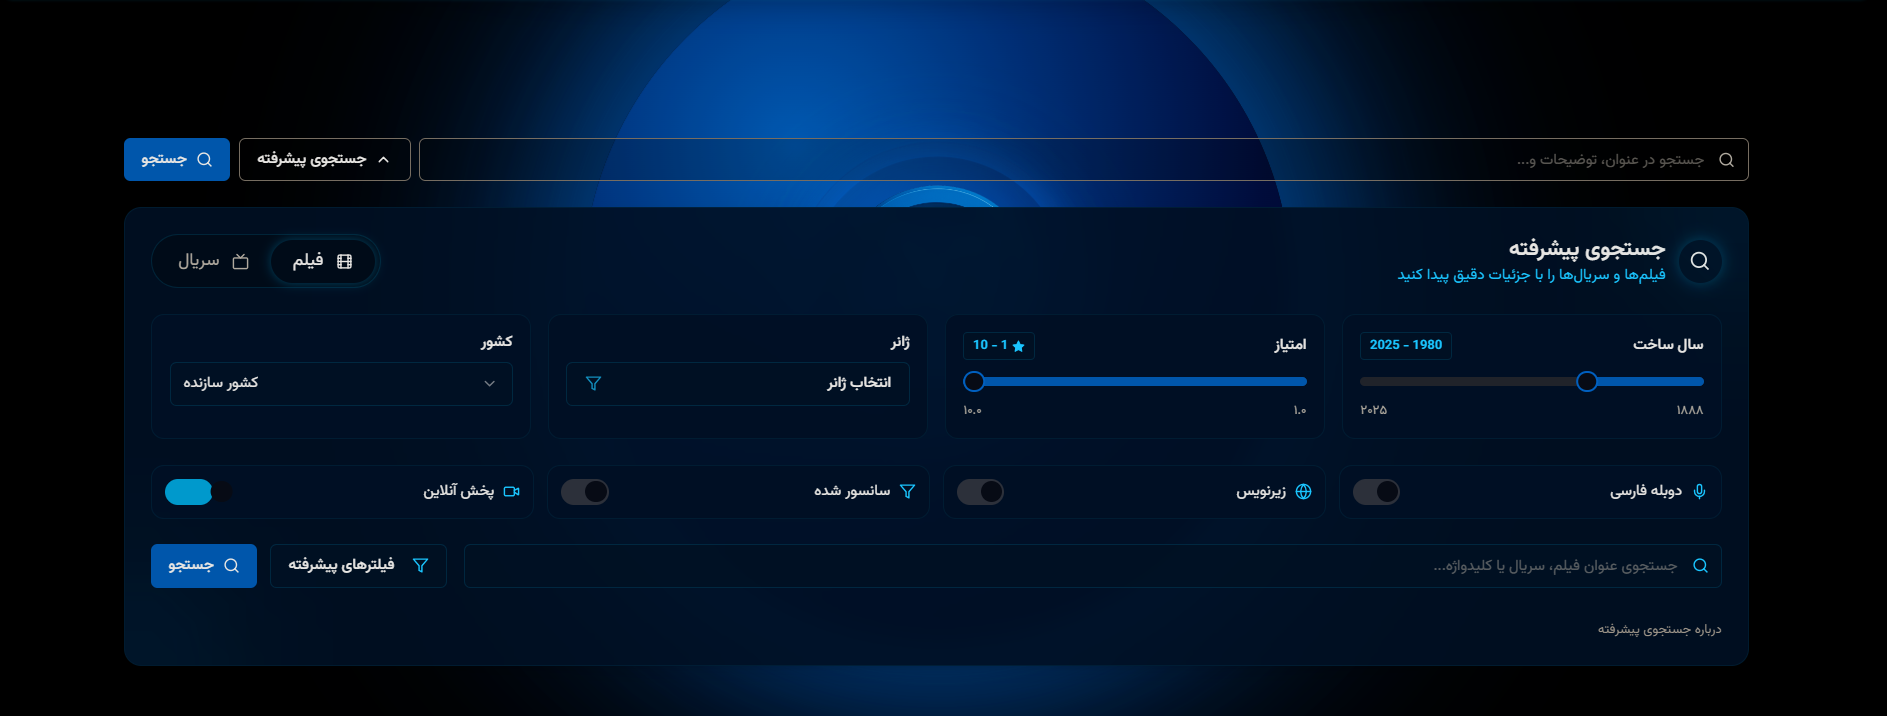 جستجو در عنوان، توضیحات و...
جستجوی پیشرفته
جستجو
جستجوی پیشرفته
فیلم‌ها و سریال‌ها را با جزئیات دقیق پیدا کنید
فیلم
سریال
سال ساخت
1980 - 2025
۱۸۸۸
۲۰۲۵
امتیاز
1 - 10
۱.۰
۱۰.۰
ژانر
انتخاب ژانر
کشور
کشور سازنده
دوبله فارسی
زیرنویس
سانسور شده
پخش آنلاین
جستجوی عنوان فیلم، سریال یا کلیدواژه...
فیلترهای پیشرفته
جستجو
درباره جستجوی پیشرفته